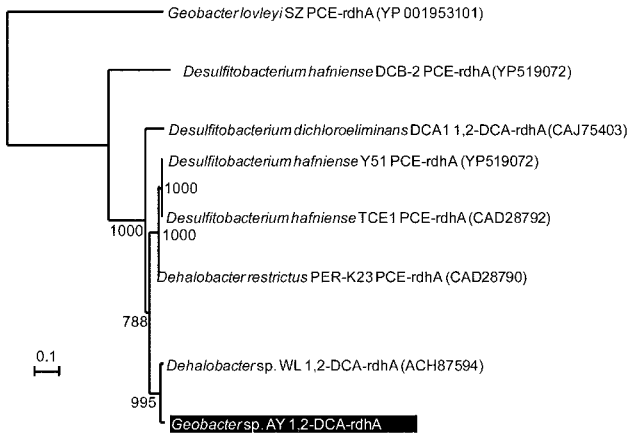 Geobacter lovleyi SZ PCE-rdhA (YP 001953101)
Desulfitobacterium hafniense DCB-2 PCE-rdhA (YP519072)
Desulfitobacterium dichloroeliminans DCA1 1,2-DCA-rdhA (CAJ75403)
Desulfitobacterium hafniense Y51 PCE-rdhA (YP519072)
1000
Desulfitobacterium hafniense TCE1 PCE-rdhA (CAD28792)
1000
1000
Dehalobacter restrictus PER-K23 PCE-rdhA (CAD28790)
788
0.1
Dehalobacter sp. WL 1,2-DCA-rdhA (ACH87594)
995
Geobacter sp. AY 1,2-DCA-rdhA